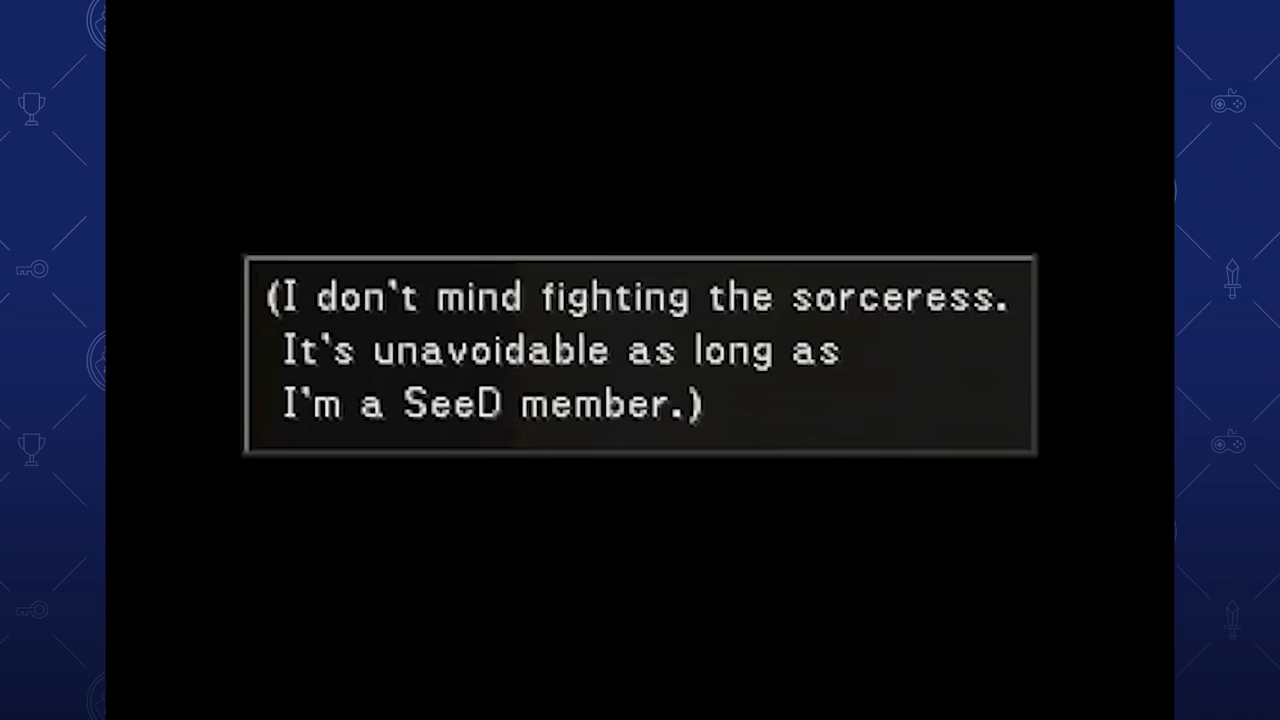 (I don't mind fighting the sorceress.
It's unavoidable as long as
I'm a SeeD member.)